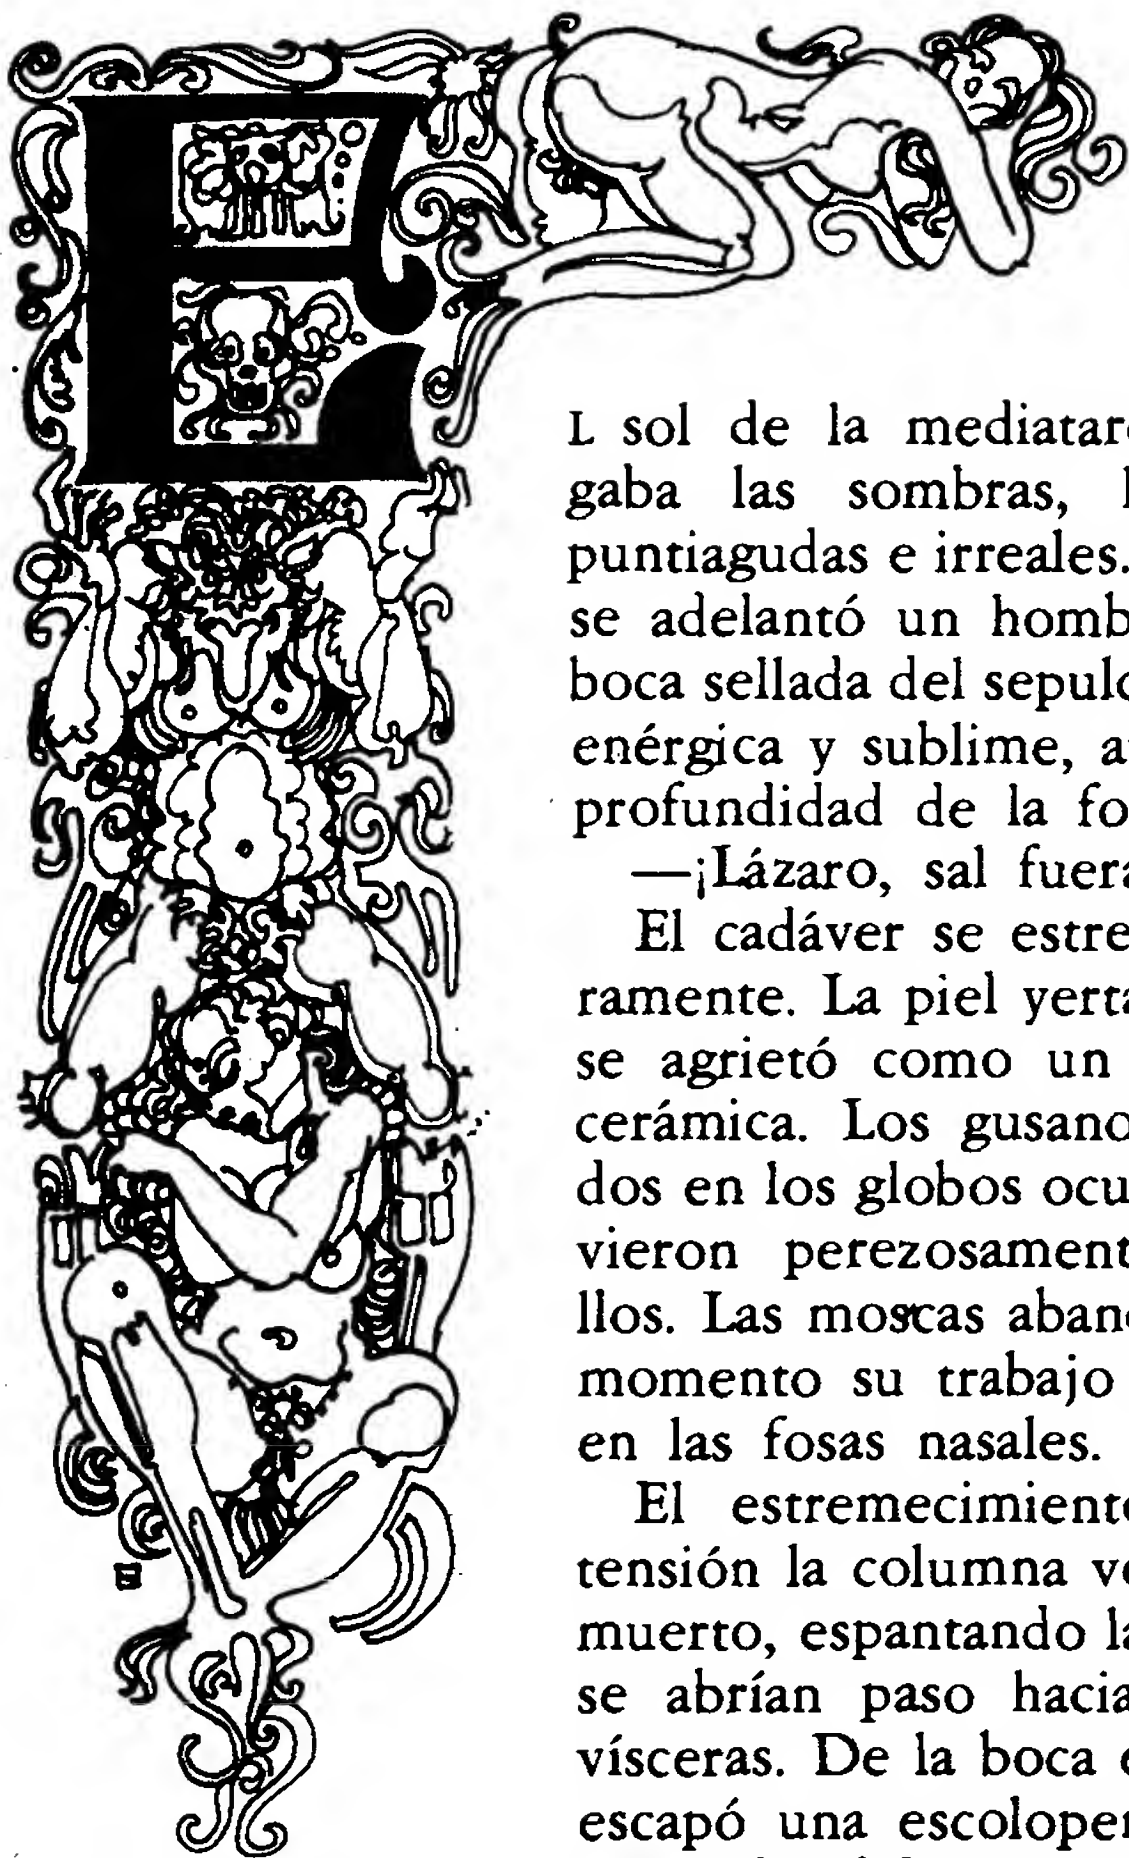 EL sol de la mediatar
gaba las sombras,
puntiagudas e irreales.
se adelantó un homb
boca sellada del sepulc
enérgica y sublime, a
profundidad de la fo
—¡Lázaro, sal fuera
El cadáver se estre
ramente. La piel yerta
se agrietó como un
cerámica. Los gusano
dos en los globos ocu
vieron perezosament
llos. Las moscas aban
momento su trabajo
en las fosas nasales.
El estremecimiento
tensión la columna ve
muerto, espantando la
se abrían paso hacia
vísceras. De la boca
escapó una escolope